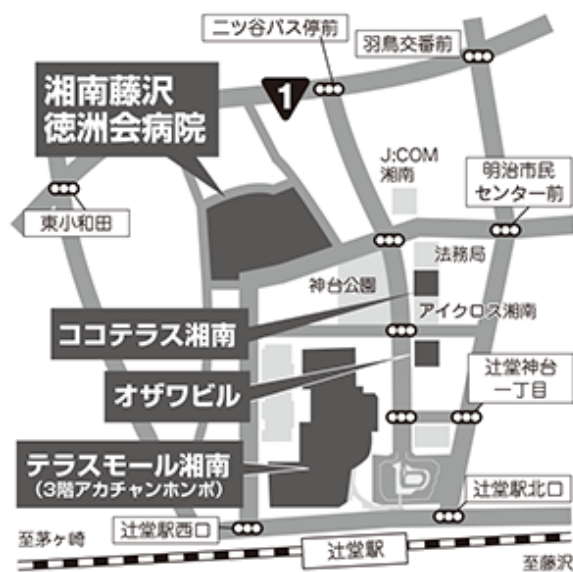 二ツ谷バス停前
羽鳥交番前
湘南藤沢
徳洲会病院
1
J:COM
湘南
明治市民
センター前
東小和田
法務局
神台公園
アイクロス湘南
ココテラス湘南
オザワビル
辻堂神台
一丁目
テラスモール湘南
(3階アカチャンホンポ)
辻堂駅北口
辻堂駅西口
至茅ヶ崎
辻堂駅
至藤沢